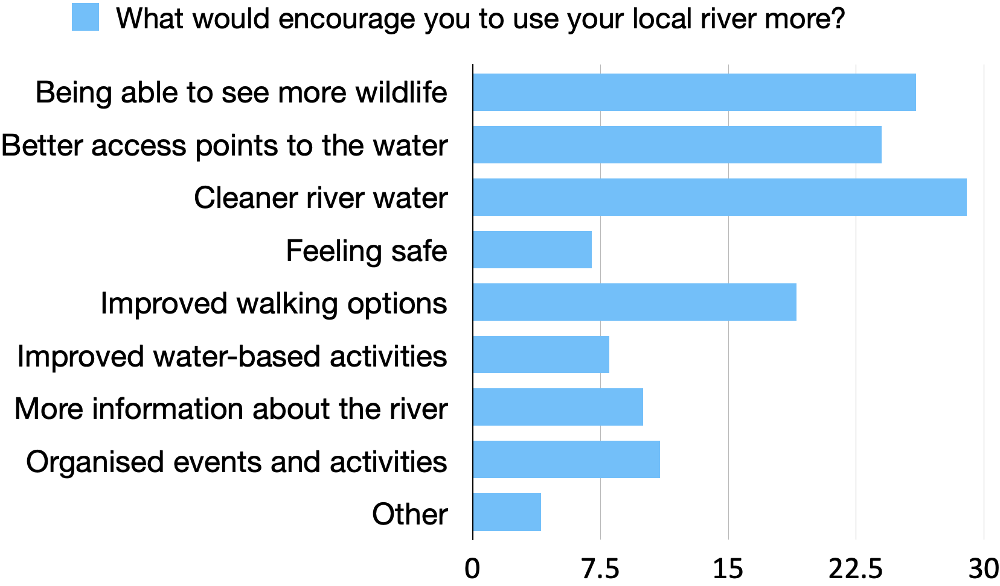 What would encourage you to use your local river more?
Being able to see more wildlife
Better access points to the water
Cleaner river water
Feeling safe
Improved walking options
Improved water-based activities
More information about the river
Organised events and activities
Other
0 7.5 15 22.5 30